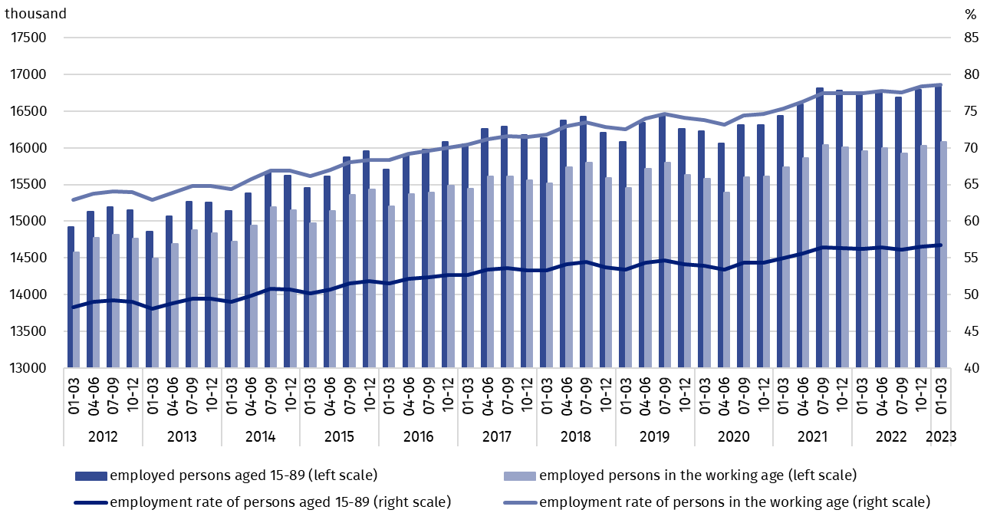 thousand %
17500 85
17000 80
16500 75
16000 70
15500 65
15000 60
14500 55
14000 50
13500 45
13000 40
01-03 04-06 07-09 10-12 01-03 04-06 07-09 10-12 01-03 04-06 07-09 10-12 01-03 04-06 07-09 10-12 01-03 04-06 07-09 10-12 01-03 04-06 07-09 10-12 01-03 04-06 07-09 10-12 01-03 04-06 07-09 10-12 01-03 04-06 07-09 10-12 01-03 04-06 07-09 10-12 01-03 04-06 07-09 10-12 01-03
2012 2013 2014 2015 2016 2017 2018 2019 2020 2021 2022 2023
employed persons aged 15-89 (left scale) employed persons in the working age (left scale)
employment rate of persons aged 15-89 (right scale) employment rate of persons in the working age (right scale)